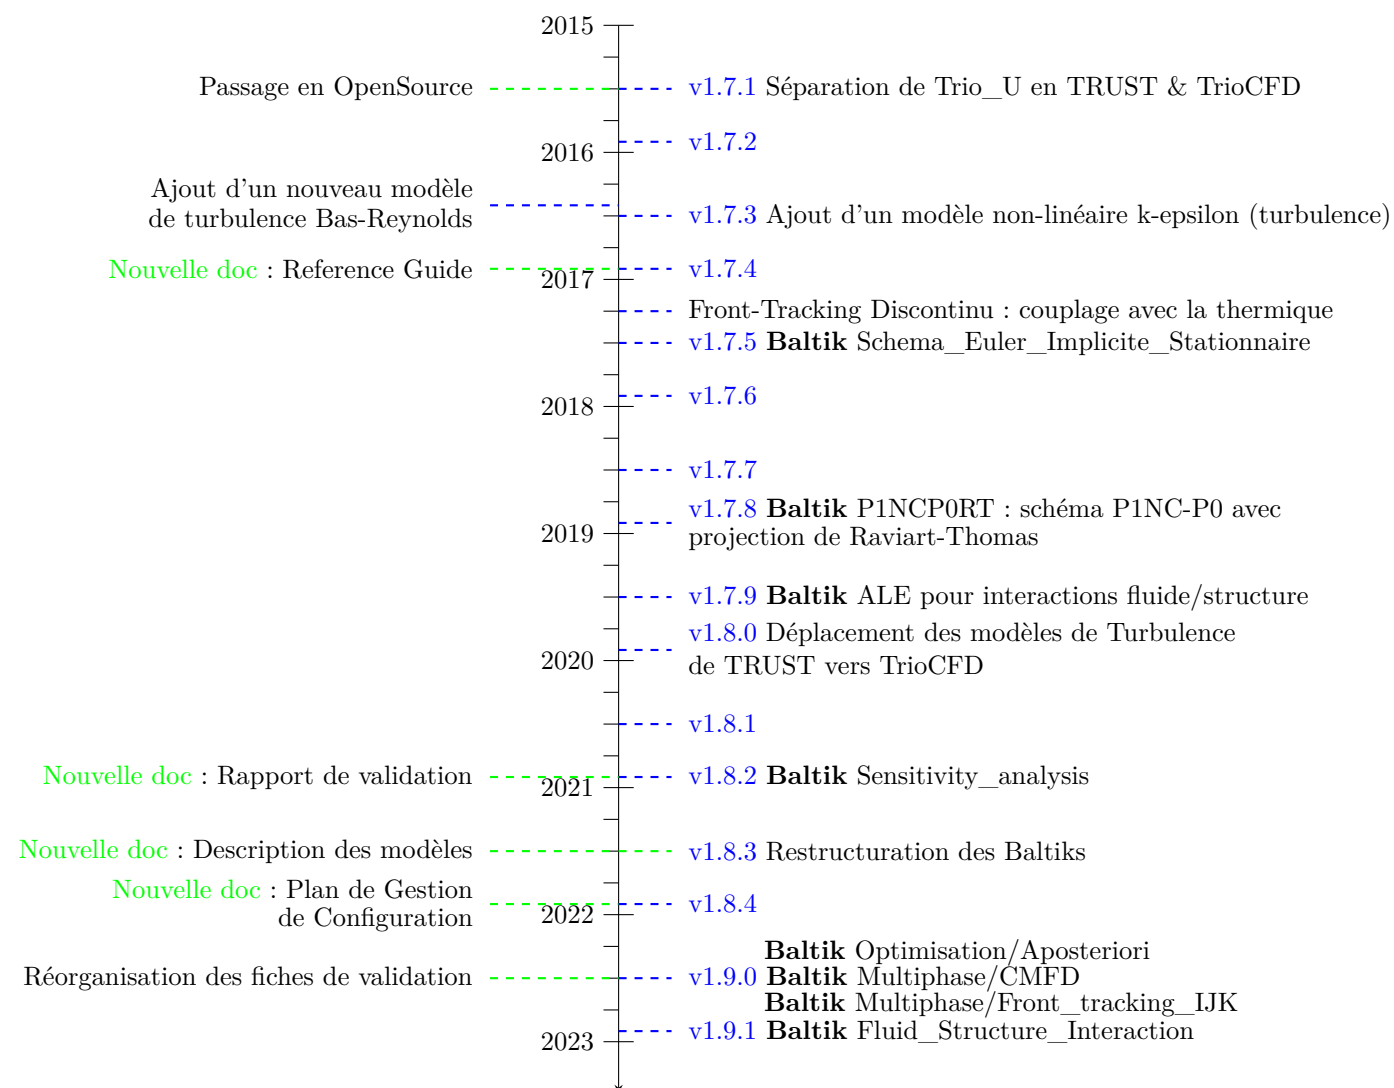 2015
Passage en OpenSource
v1.7.1 Séparation de Trio_U en TRUST & TrioCFD
v1.7.2
2016
Ajout d'un nouveau modèle
de turbulence Bas-Reynolds
v1.7.3 Ajout d'un modèle non-linéaire k-epsilon (turbulence)
Nouvelle doc : Reference Guide
v1.7.4
2017
Front-Tracking Discontinu : couplage avec la thermique
v1.7.5 Baltik Schema_Euler_Implicite_Stationnaire
v1.7.6
2018
v1.7.7
v1.7.8 Baltik P1NCP0RT : schéma P1NC-P0 avec
projection de Raviart-Thomas
2019
v1.7.9 Baltik ALE pour interactions fluide/structure
v1.8.0 Déplacement des modèles de Turbulence
de TRUST vers TrioCFD
2020
v1.8.1
Nouvelle doc : Rapport de validation
v1.8.2 Baltik Sensitivity_analysis
2021
Nouvelle doc : Description des modèles
v1.8.3 Restructuration des Baltiks
Nouvelle doc : Plan de Gestion
de Configuration
v1.8.4
2022
Baltik Optimisation/Aposteriori
Réorganisation des fiches de validation
v1.9.0 Baltik Multiphase/CMFD
Baltik Multiphase/Front_tracking_IJK
v1.9.1 Baltik Fluid_Structure_Interaction
2023